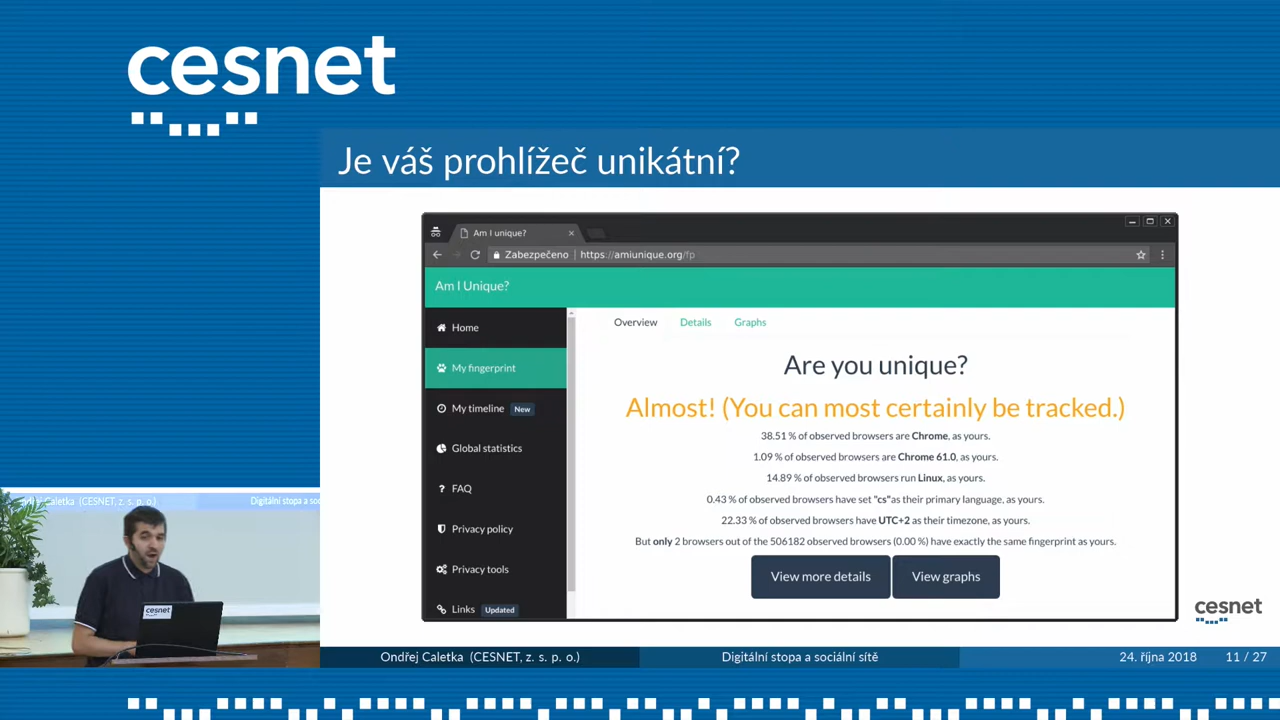 cesnet
Je váš prohlížeč unikátní?
Am I unique?
Zabezpečeno
https://amiunique.org/fp
Am I Unique?
Home
My fingerprint
My timeline New
Global statistics
FAQ
Privacy policy
Privacy tools
Links Updated
Overview Details Graphs
Are you unique?
Almost! (You can most certainly be tracked.)
38.51 % of observed browsers are Chrome, as yours.
1.09 % of observed browsers are Chrome 61.0, as yours.
14.89 % of observed browsers run Linux, as yours.
0.43 % of observed browsers have set "cs"as their primary language, as yours.
22.33 % of observed browsers have UTC+2 as their timezone, as yours.
But only 2 browsers out of the 506182 observed browsers (0.00 %) have exactly the same fingerprint as yours.
View more details
View graphs
cesnet
Caletka (CESNET, z. s. p. o.)
Digitální stopa a soc
cesnet
Ondřej Caletka (CESNET, z. s. p. o.)
Digitální stopa a sociální sítě
24. října 2018
11 / 27